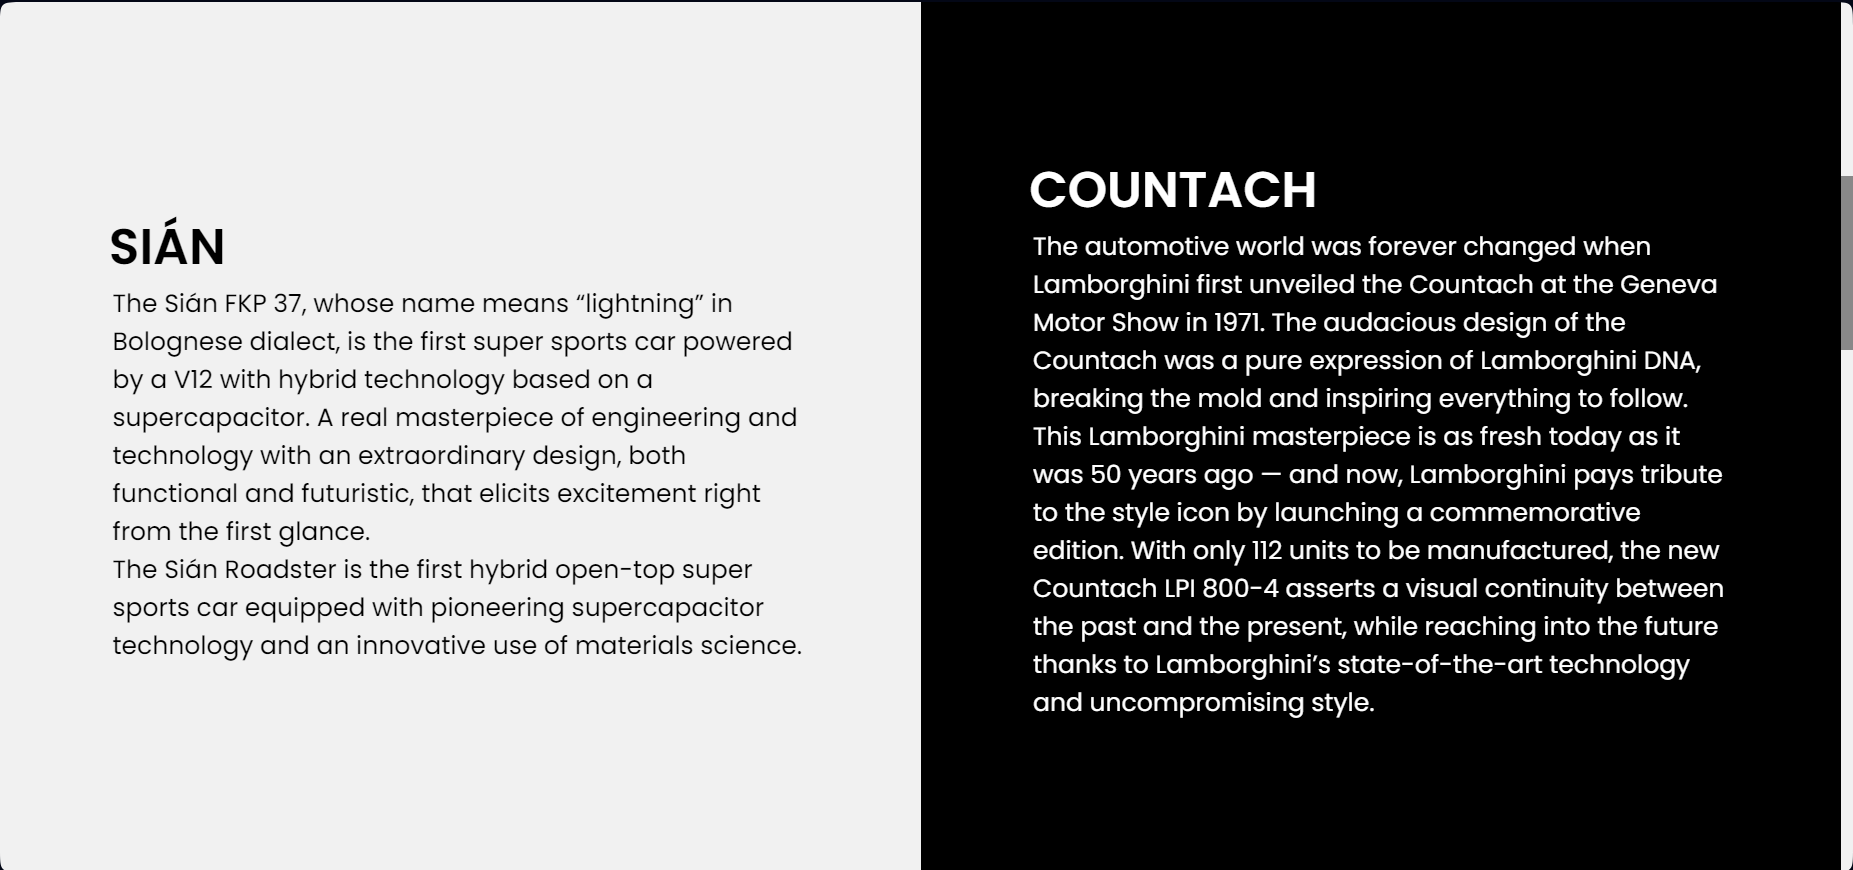 SIÁN
The Sián FKP 37, whose name means “lightning” in
Bolognese dialect, is the first super sports car powered
by a V12 with hybrid technology based on a
supercapacitor. A real masterpiece of engineering and
technology with an extraordinary design, both
functional and futuristic, that elicits excitement right
from the first glance.
The Sián Roadster is the first hybrid open-top super
sports car equipped with pioneering supercapacitor
technology and an innovative use of materials science.
COUNTACH
The automotive world was forever changed when
Lamborghini first unveiled the Countach at the Geneva
Motor Show in 1971. The audacious design of the
Countach was a pure expression of Lamborghini DNA,
breaking the mold and inspiring everything to follow.
This Lamborghini masterpiece is as fresh today as it
was 50 years ago — and now, Lamborghini pays tribute
to the style icon by launching a commemorative
edition. With only 112 units to be manufactured, the new
Countach LPI 800-4 asserts a visual continuity between
the past and the present, while reaching into the future
thanks to Lamborghini’s state-of-the-art technology
and uncompromising style.